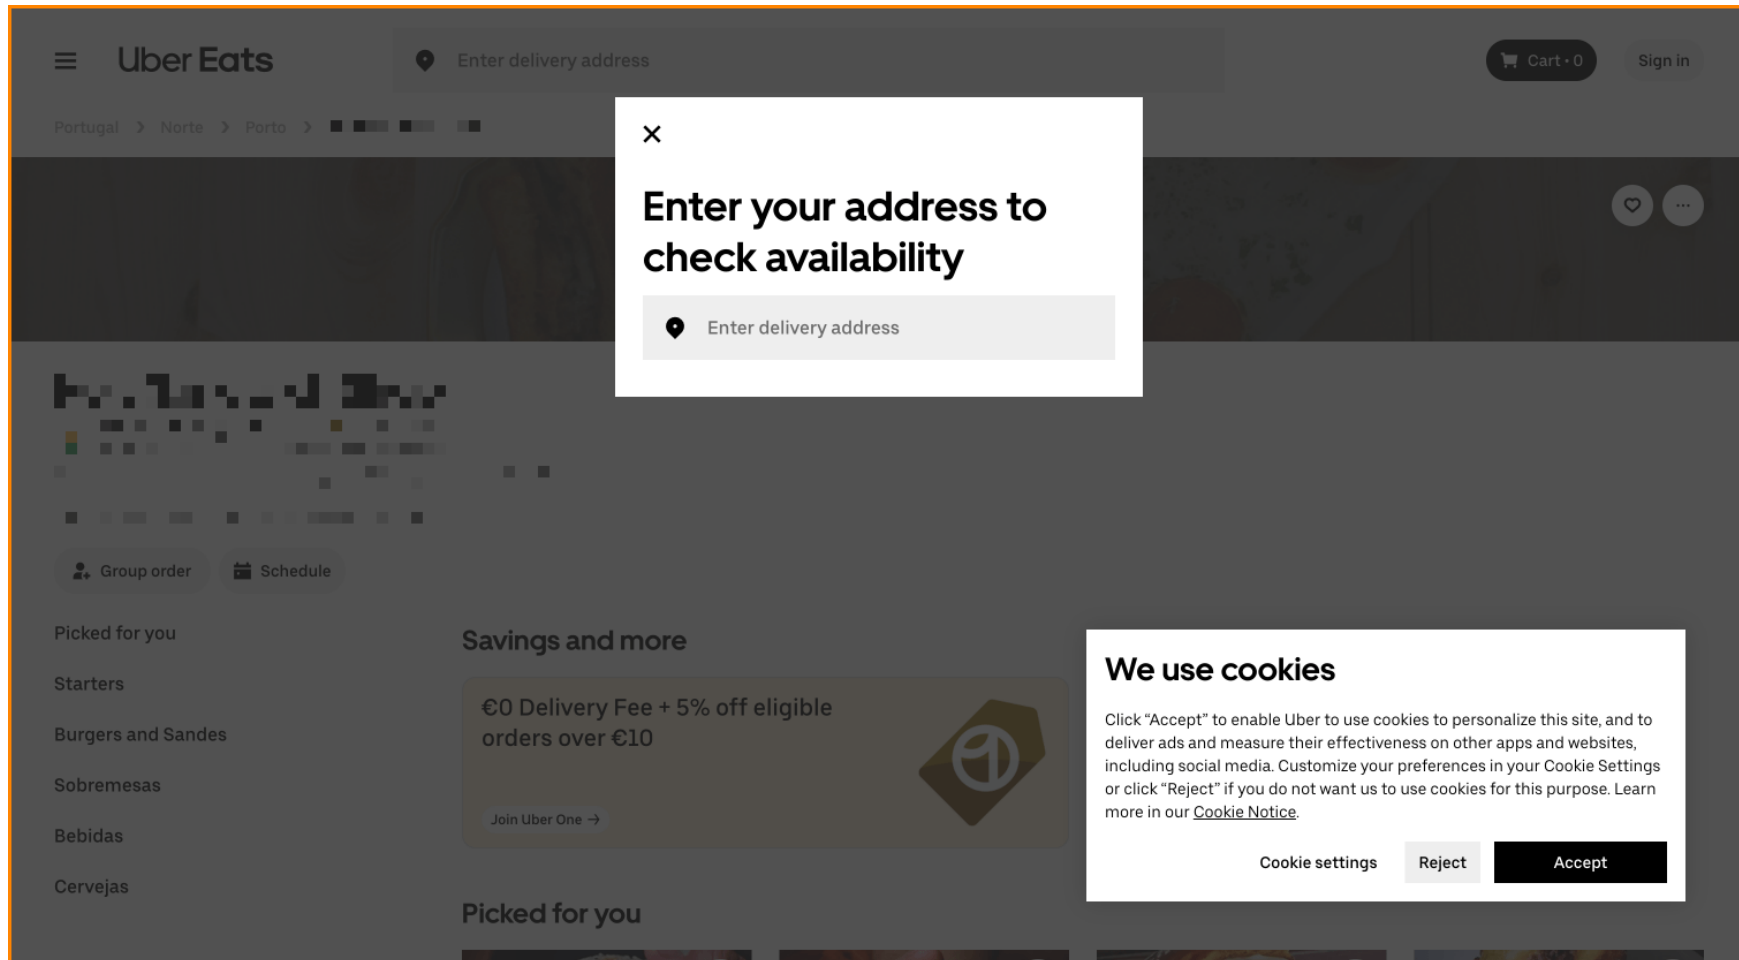 Uber Eats
Enter delivery address
Cart • 0
Sign in
Portugal > Norte > Porto >
Enter your address to
check availability
Enter delivery address
Group order
Schedule
Picked for you
Starters
Burgers and Sandes
Sobremesas
Bebidas
Cervejas
Savings and more
€0 Delivery Fee + 5% off eligible
orders over €10
Join Uber One →
Picked for you
We use cookies
Click “Accept” to enable Uber to use cookies to personalize this site, and to
deliver ads and measure their effectiveness on other apps and websites,
including social media. Customize your preferences in your Cookie Settings
or click “Reject” if you do not want us to use cookies for this purpose. Learn
more in our Cookie Notice.
Cookie settings
Reject
Accept